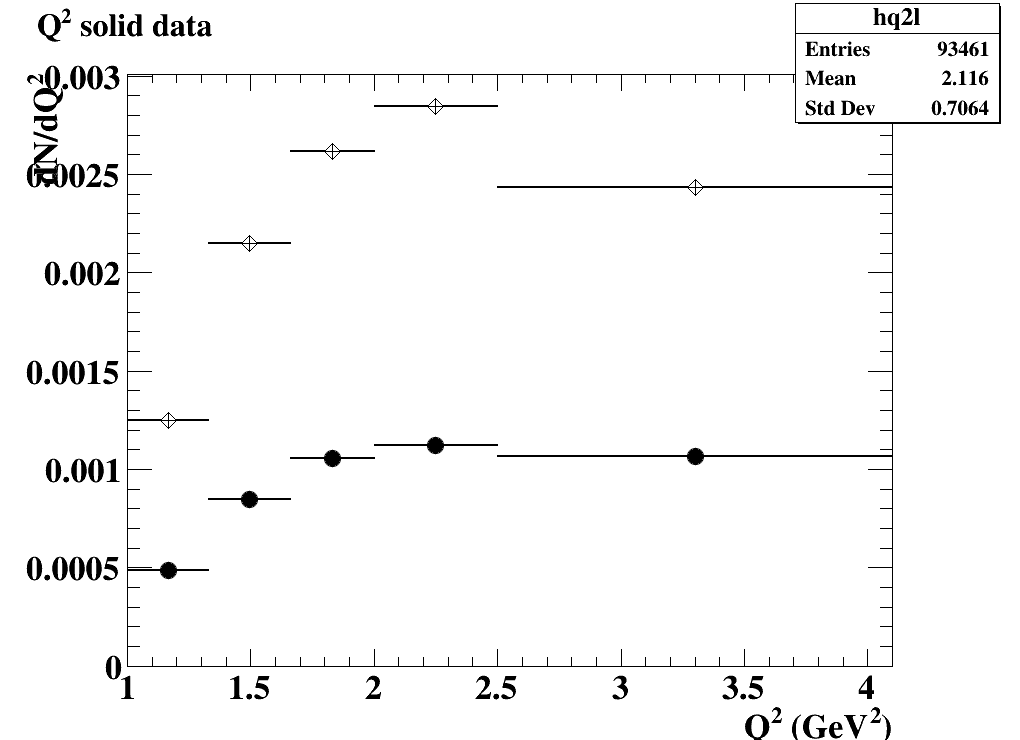 Q² solid data
hq2l
Entries 93461
Mean 2.116
Std Dev 0.7064
dN/dQ²
0.003
0.0025
0.002
0.0015
0.001
0.0005
0
1 1.5 2 2.5 3 3.5 4
Q² (GeV²)